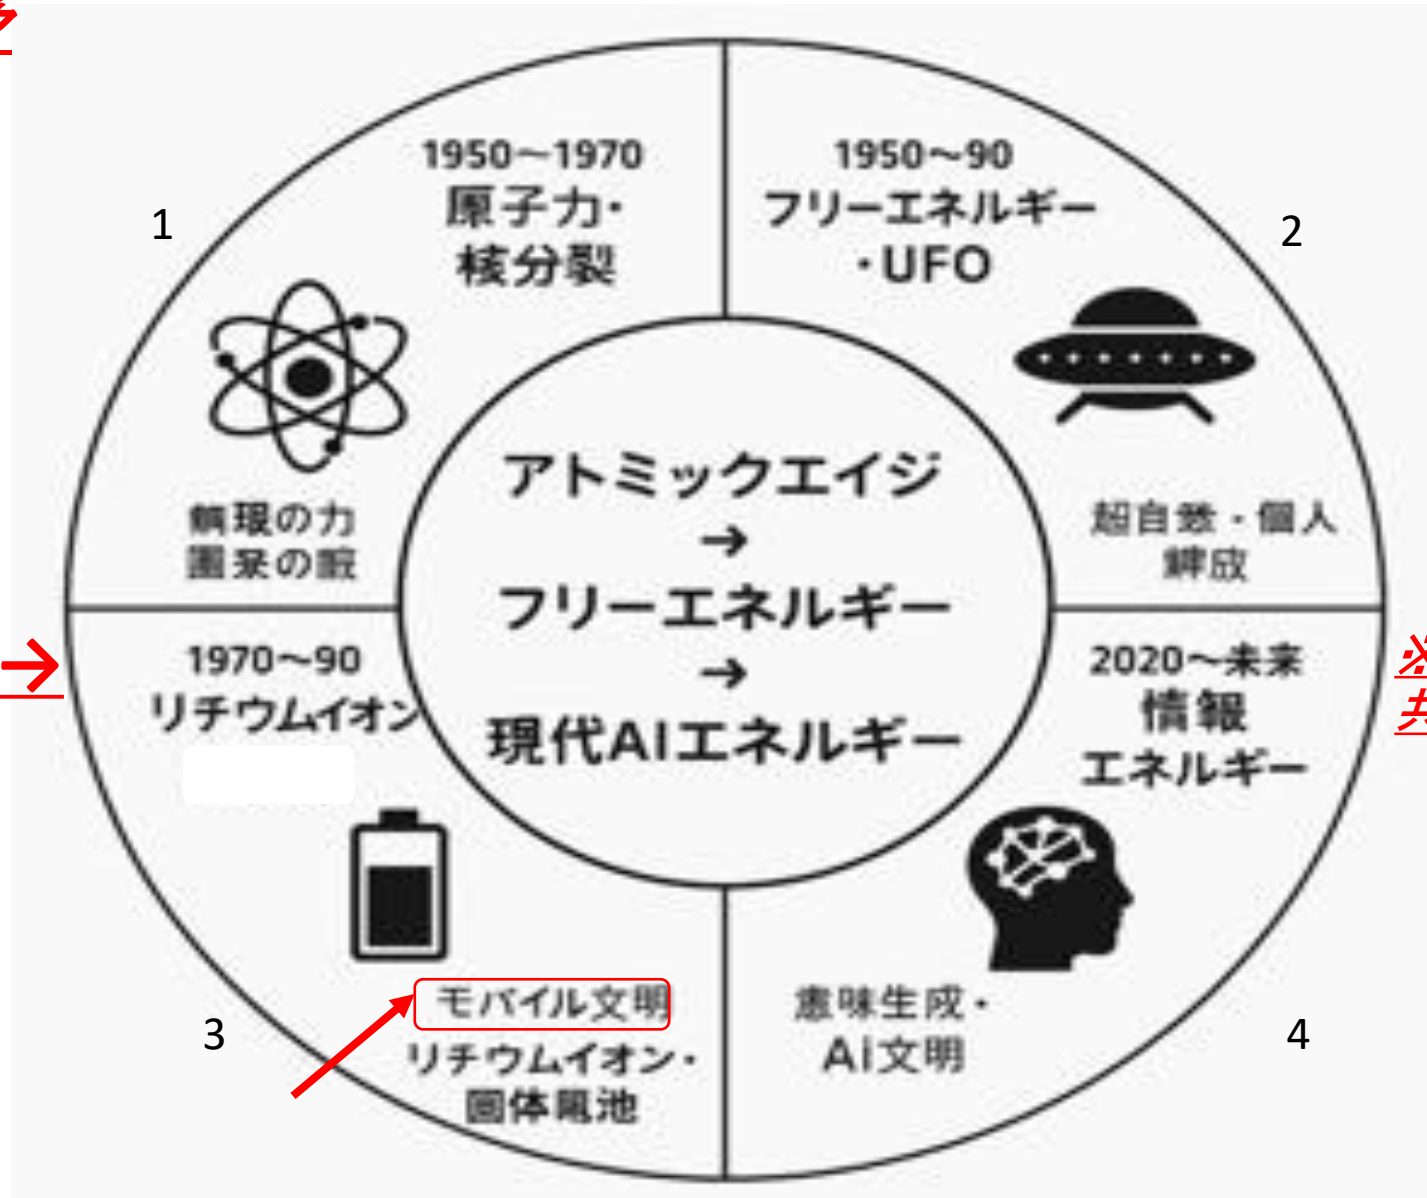 1
1950～1970
原子力・
核分裂
2
1950～90
フリーエネルギー
・UFO
の力
の
超自然・個人
アトミックエイジ
→
フリーエネルギー
→
現代AIエネルギー
→
3
1970～90
リチウムイオン
モバイル文明
リチウムイオン・
4
2020～未来
情報
エネルギー
意味生成・
Ai文明
※
共